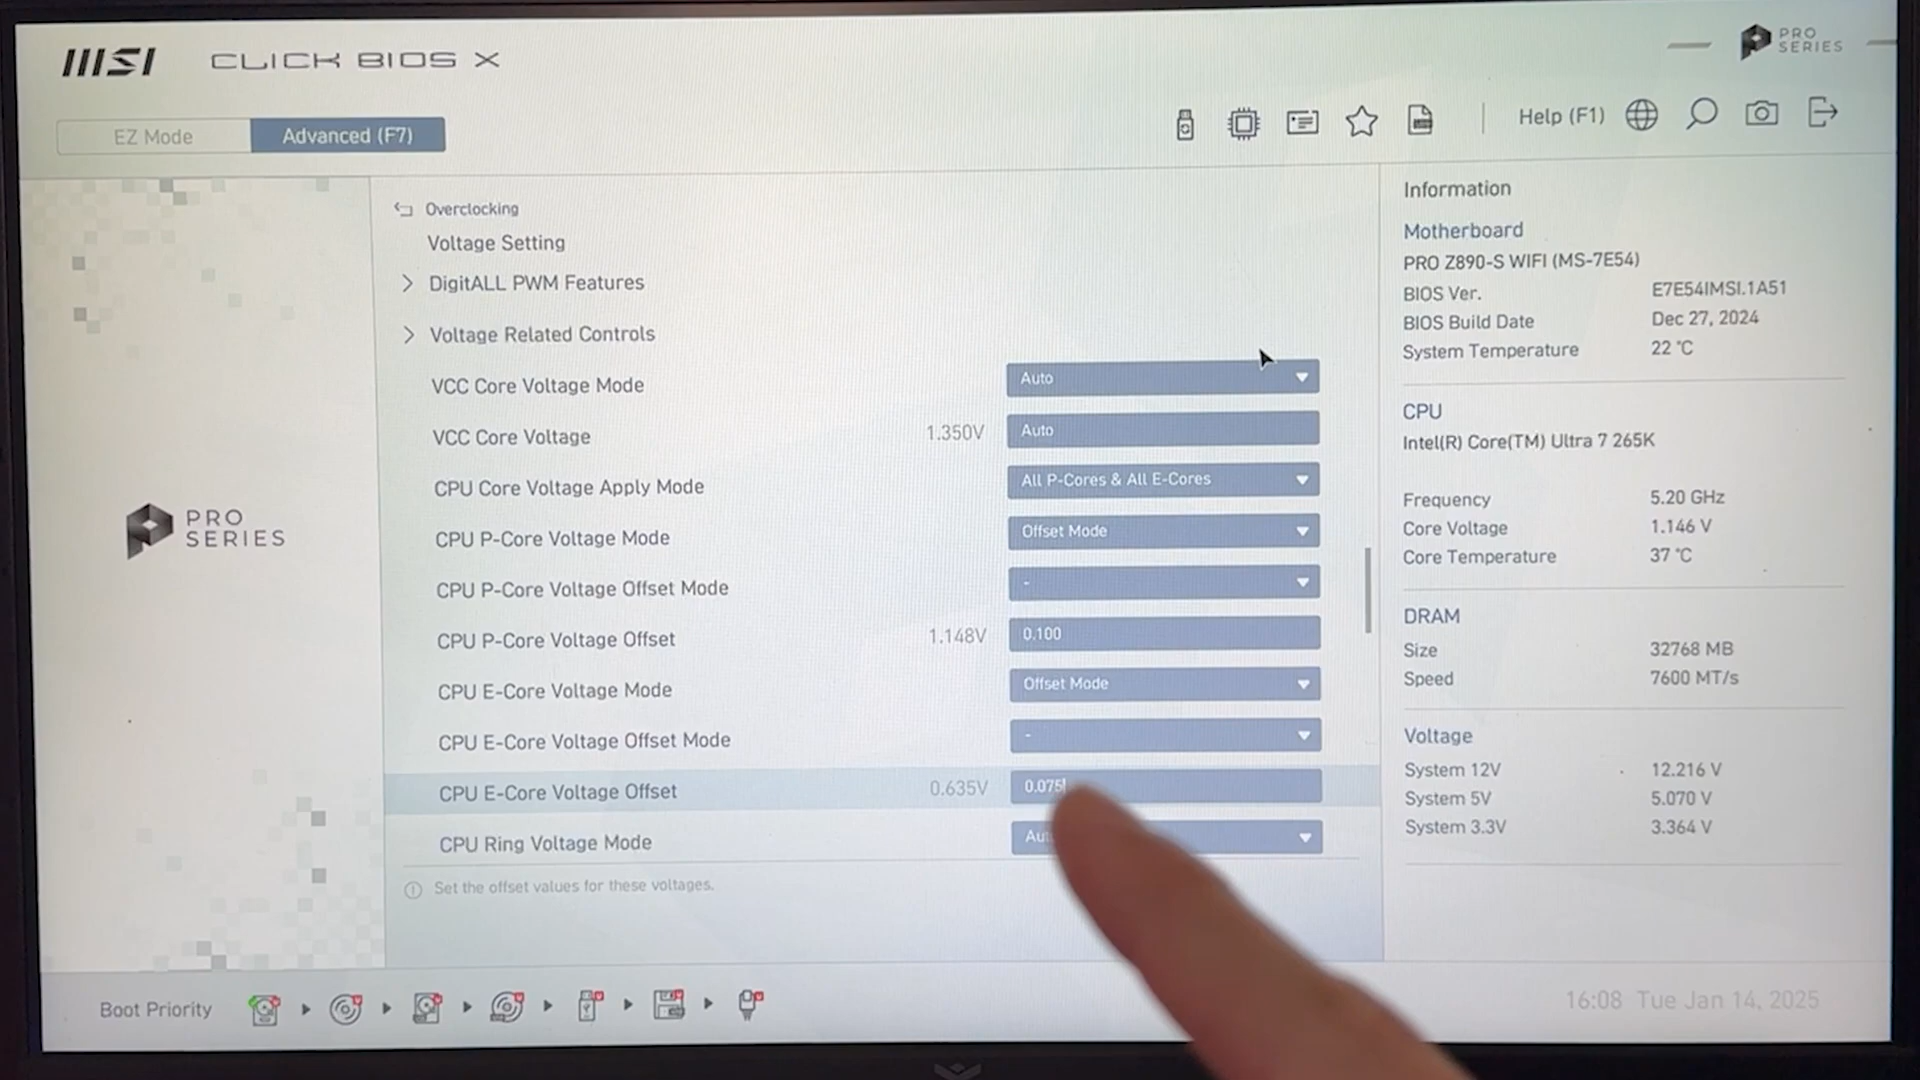 msi CLICK BIOS X
PRO SERIES
EZ Mode Advanced (F7)
Help (F1)
Overclocking
Voltage Setting
DigitALL PWM Features
Voltage Related Controls
VCC Core Voltage Mode Auto
VCC Core Voltage 1.350V Auto
CPU Core Voltage Apply Mode All P-Cores & All E-Cores
CPU P-Core Voltage Mode Offset Mode
CPU P-Core Voltage Offset Mode -
CPU P-Core Voltage Offset 1.148V 0.100
CPU E-Core Voltage Mode Offset Mode
CPU E-Core Voltage Offset Mode -
CPU E-Core Voltage Offset 0.635V 0.075
CPU Ring Voltage Mode
Set the offset values for these voltages.
PRO
SERIES
Information
Motherboard
PRO Z890-S WIFI (MS-7E54)
BIOS Ver. E7E54IMSI.1A51
BIOS Build Date Dec 27, 2024
System Temperature 22 °C
CPU
Intel(R) Core(TM) Ultra 7 265K
Frequency 5.20 GHz
Core Voltage 1.146 V
Core Temperature 37 °C
DRAM
Size 32768 MB
Speed 7600 MT/s
Voltage
System 12V 12.216 V
System 5V 5.070 V
System 3.3V 3.364 V
Boot Priority
16:08 Tue Jan 14, 2025